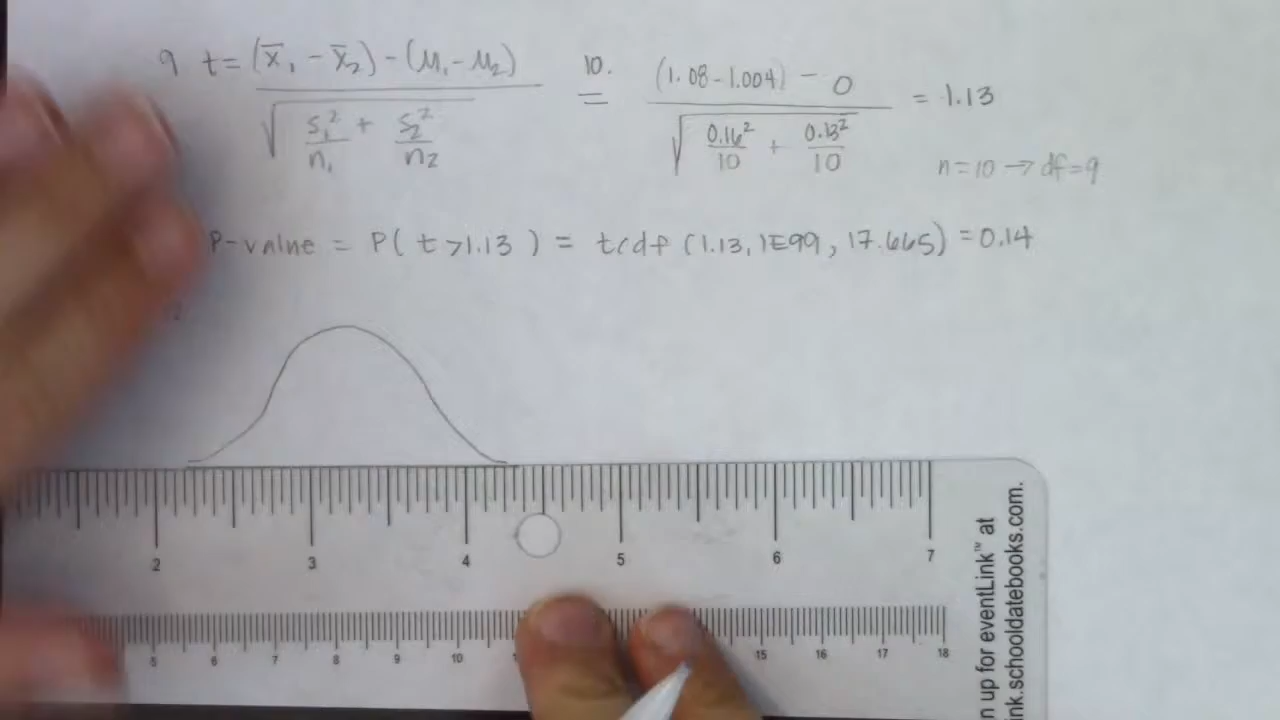 9 t = (x̄₁ - x̄₂) - (μ₁ - μ₂) / √(s₁²/n₁ + s₂²/n₂)
10. (1.08 - 1.004) - 0 / √(0.16²/10 + 0.13²/10) = 1.13
n = 10 → df = 9
P-value = P( t > 1.13 ) = tcdf (1.13, 1E99, 17.665) = 0.14
2 3 4 5 6 7
5 6 7 8 9 10 15 16 17 18
n up for eventLink™ at
ink.schooldatebooks.com.